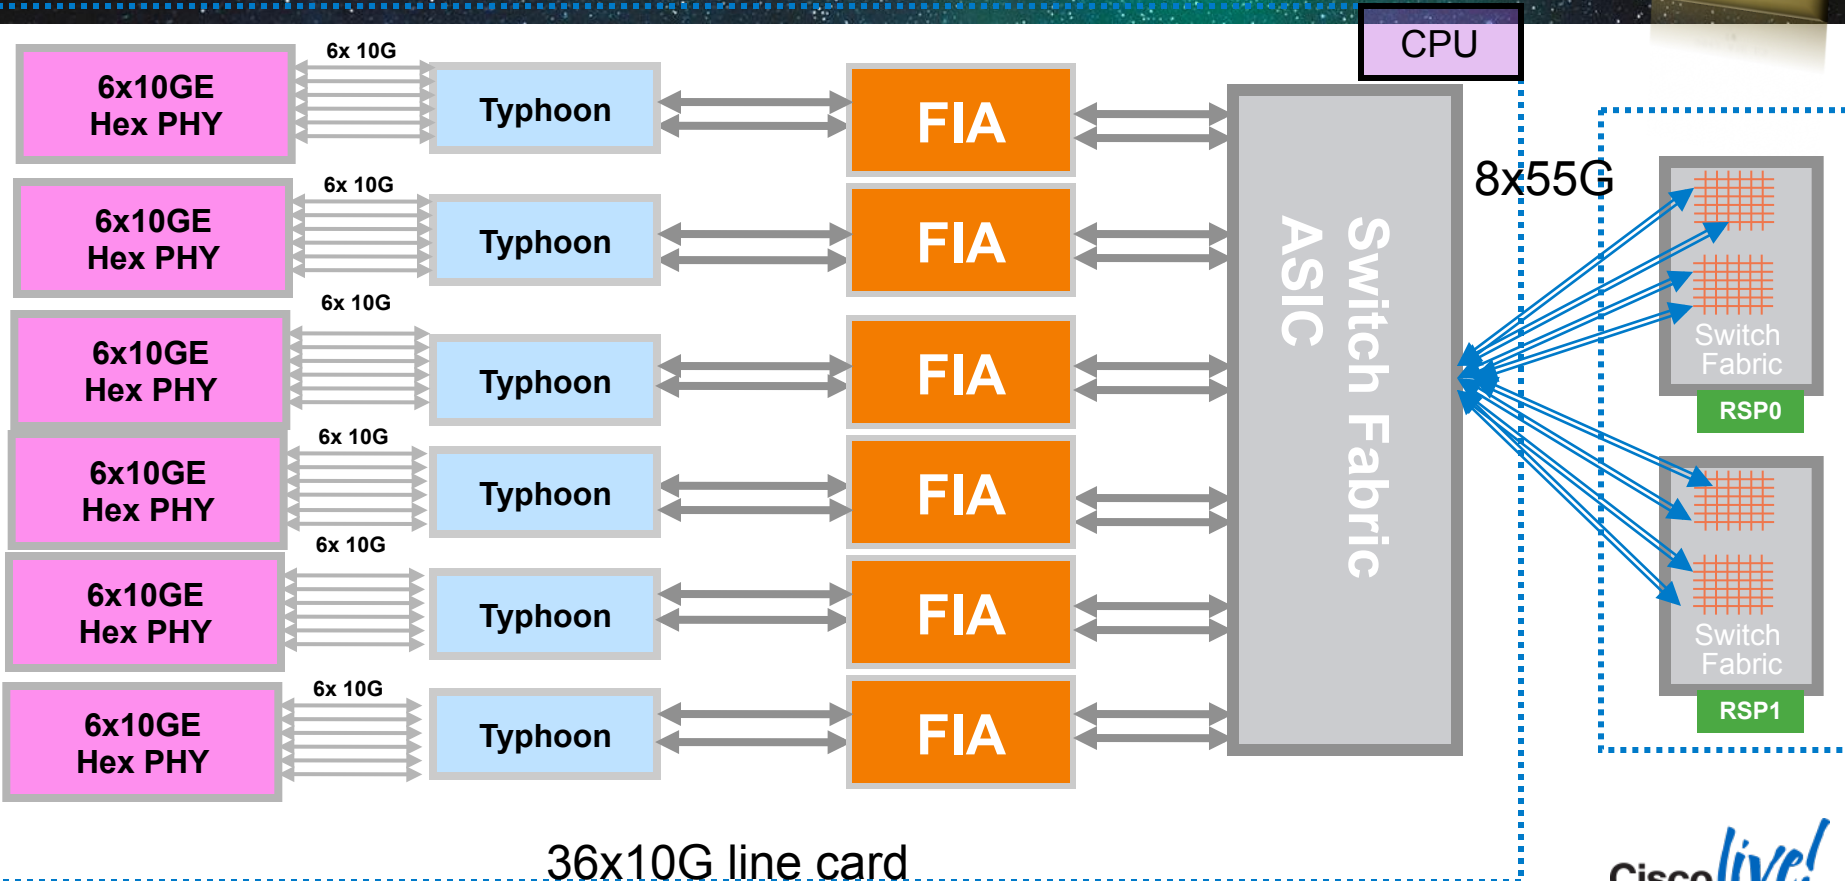 CPU
6x10GE
Hex PHY
6x 10G
Typhoon
FIA
6x10GE
Hex PHY
6x 10G
Typhoon
FIA
6x10GE
Hex PHY
6x 10G
Typhoon
FIA
6x10GE
Hex PHY
6x 10G
Typhoon
FIA
6x10GE
Hex PHY
6x 10G
Typhoon
FIA
6x10GE
Hex PHY
6x 10G
Typhoon
FIA
Switch Fabric
ASIC
8x55G
Switch
Fabric
RSP0
Switch
Fabric
RSP1
36x10G line card
Cisco live!